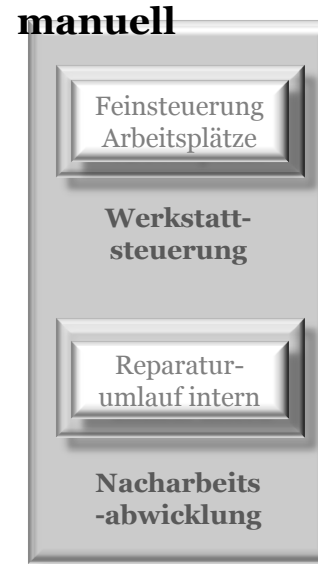 manuell
Feinsteuerung
Arbeitsplätze
Werkstatt-
steuerung
Reparatur-
umlauf intern
Nacharbeits
-abwicklung